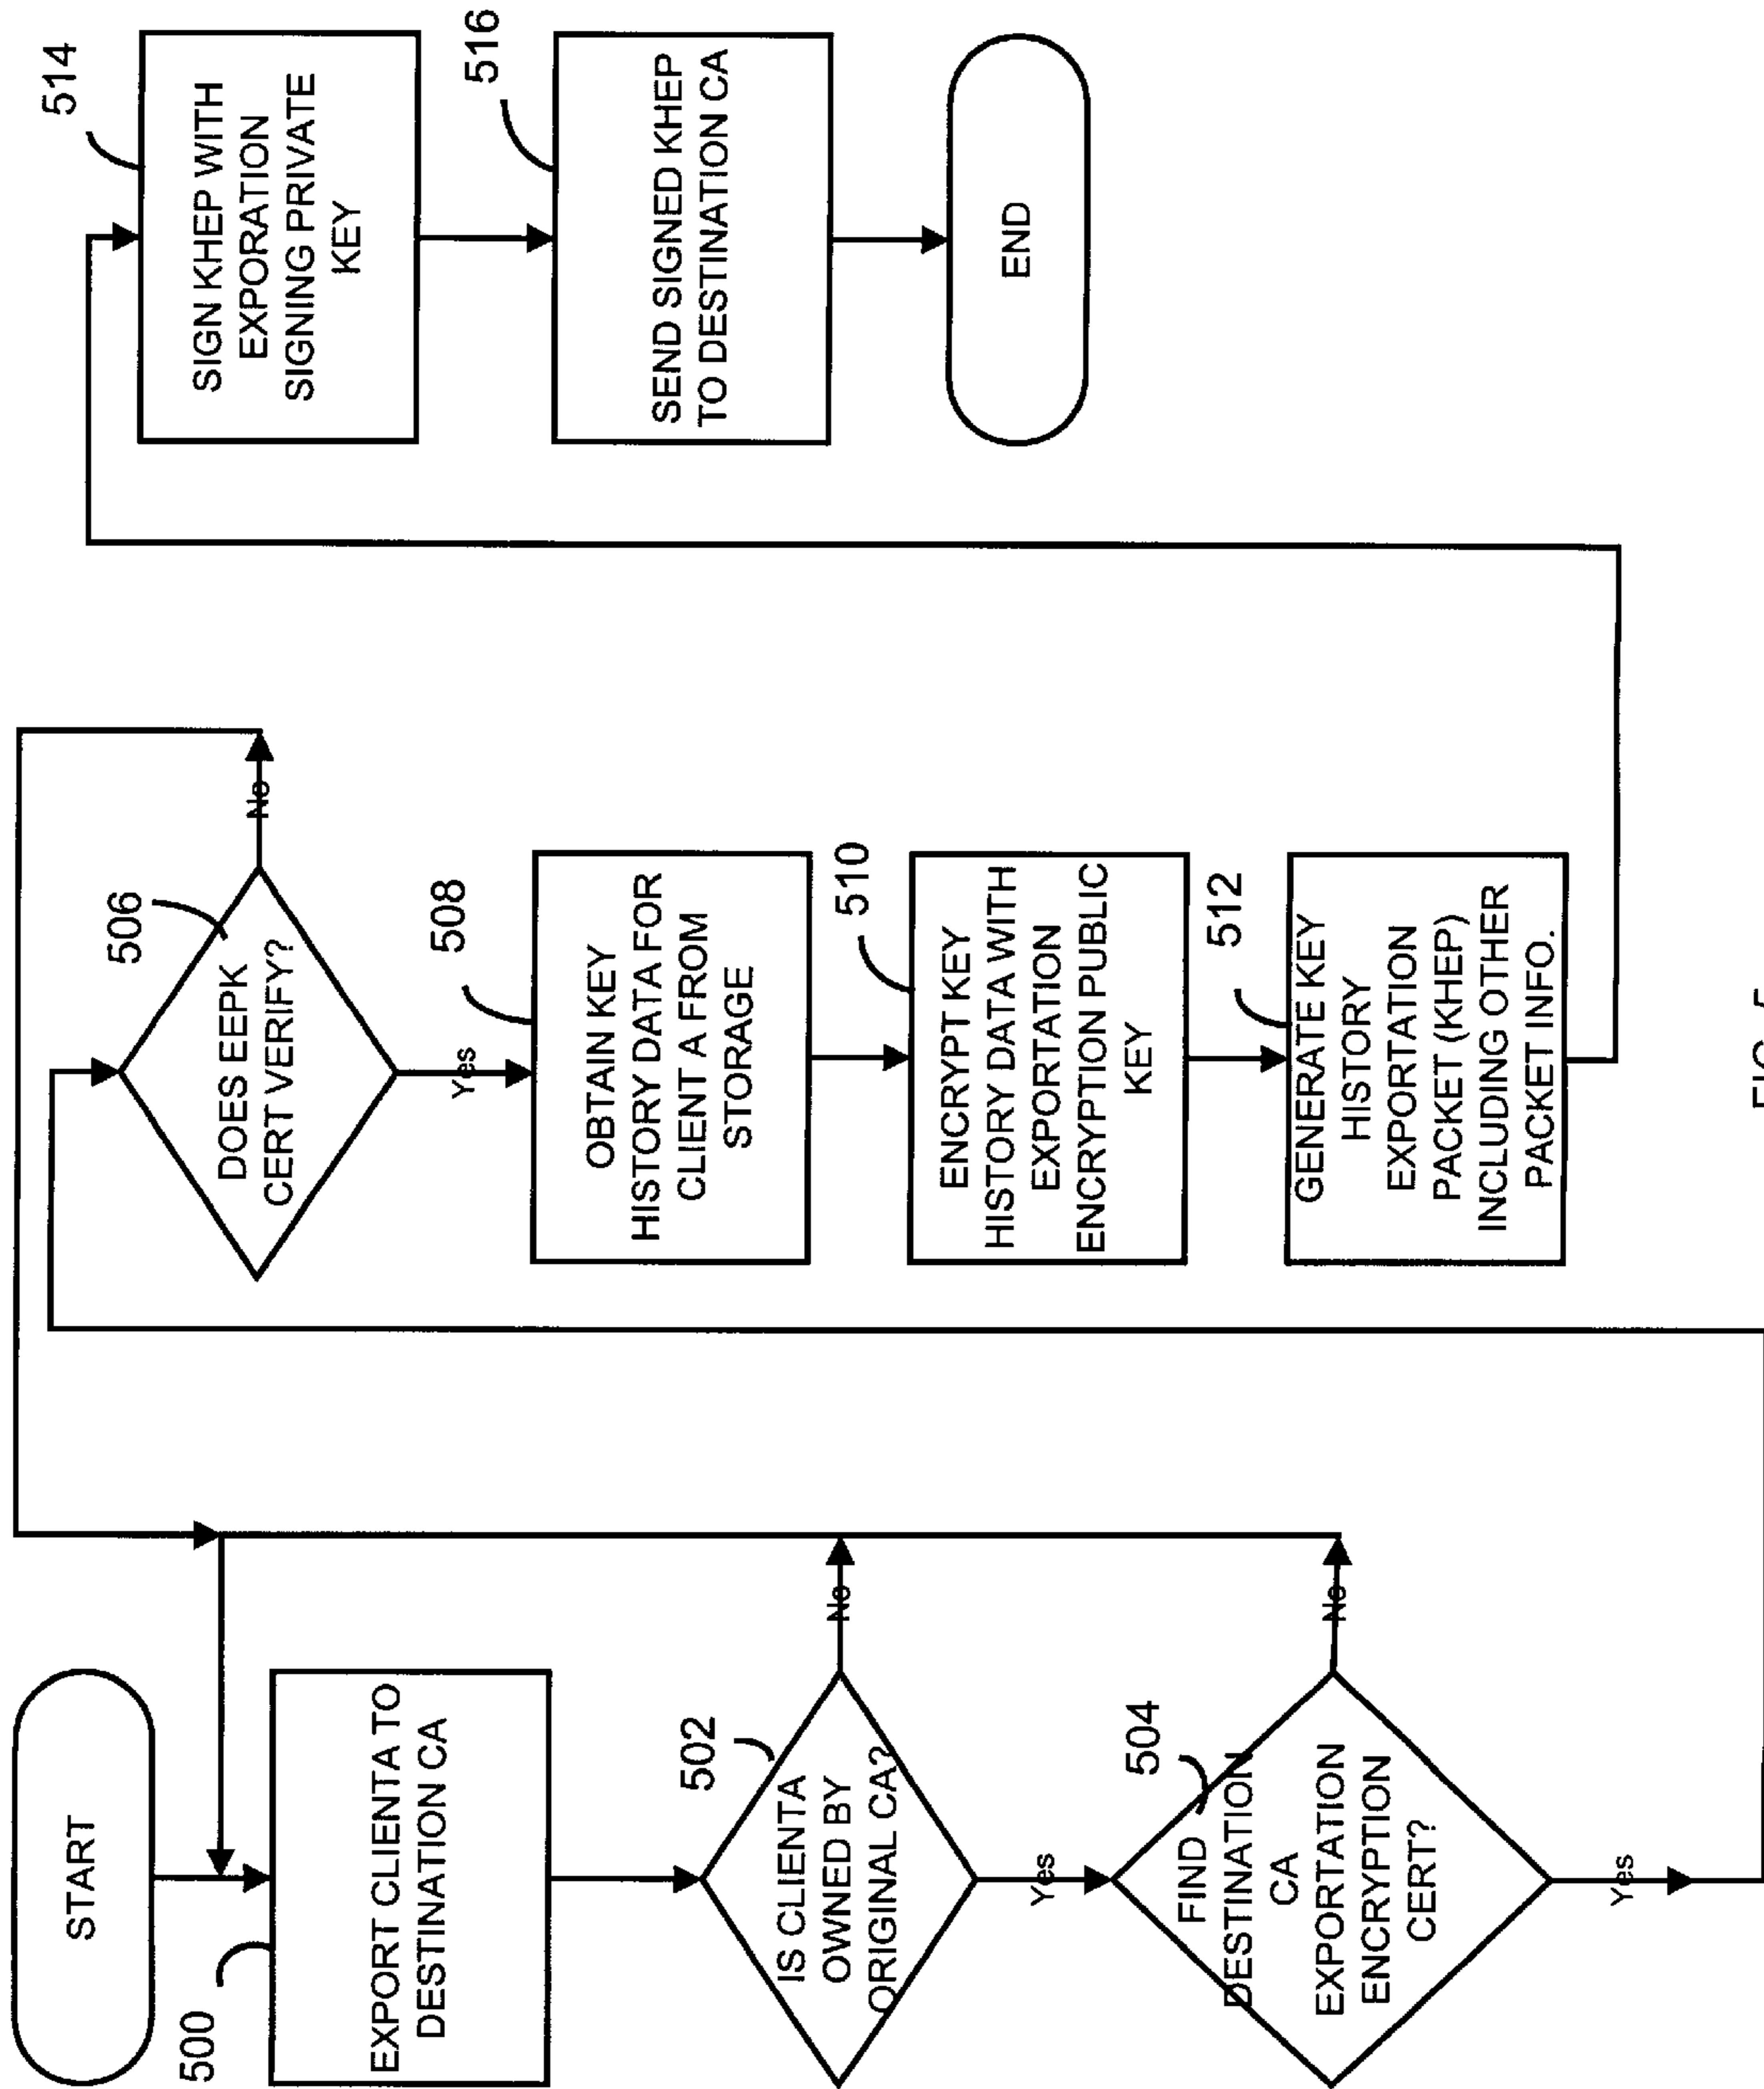 START
500
EXPORT CLIENTA TO
DESTINATION CA
502
IS CLIENTA
OWNED BY
ORIGINAL CA?
No
Yes
504
FIND
DESTINATION
CA
EXPORTATION
ENCRYPTION
CERT?
No
Yes
506
DOES EEPK
CERT VERIFY?
No
Yes
508
OBTAIN KEY
HISTORY DATA FOR
CLIENT A FROM
STORAGE
510
ENCRYPT KEY
HISTORY DATA WITH
EXPORTATION
ENCRYPTION PUBLIC
KEY
512
GENERATE KEY
HISTORY
EXPORTATION
PACKET (KHEP)
INCLUDING OTHER
PACKET INFO.
514
SIGN KHEP WITH
EXPORATION
SIGNING PRIVATE
KEY
516
SEND SIGNED KHEP
TO DESTINATION CA
END
FIG. 5